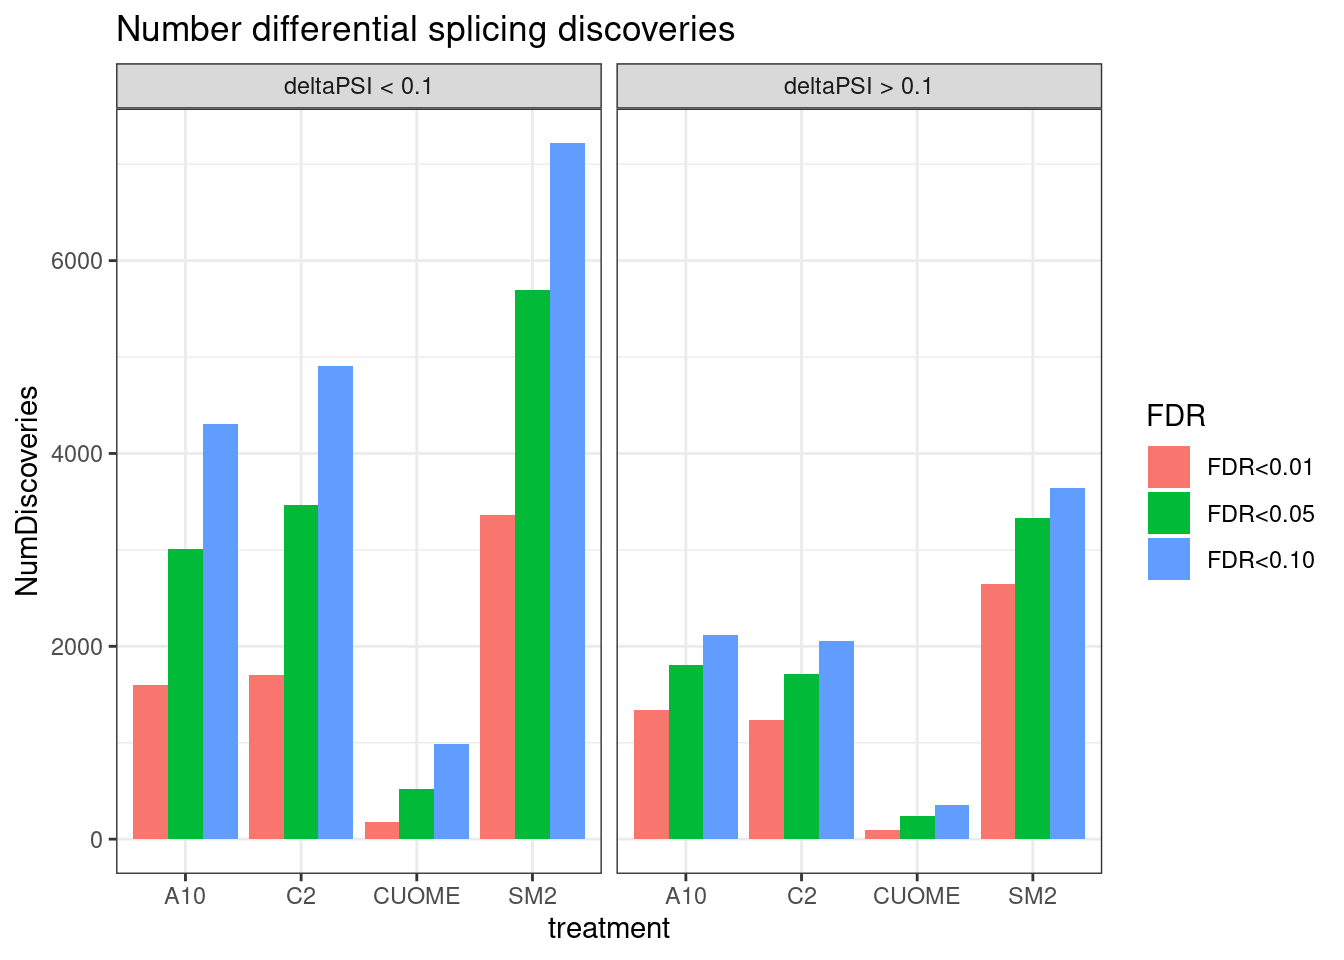 Number differential splicing discoveries
deltaPSI < 0.1
deltaPSI > 0.1
NumDiscoveries
6000
4000
2000
0
A10 C2 CUOME SM2
A10 C2 CUOME SM2
treatment
FDR
FDR<0.01
FDR<0.05
FDR<0.10